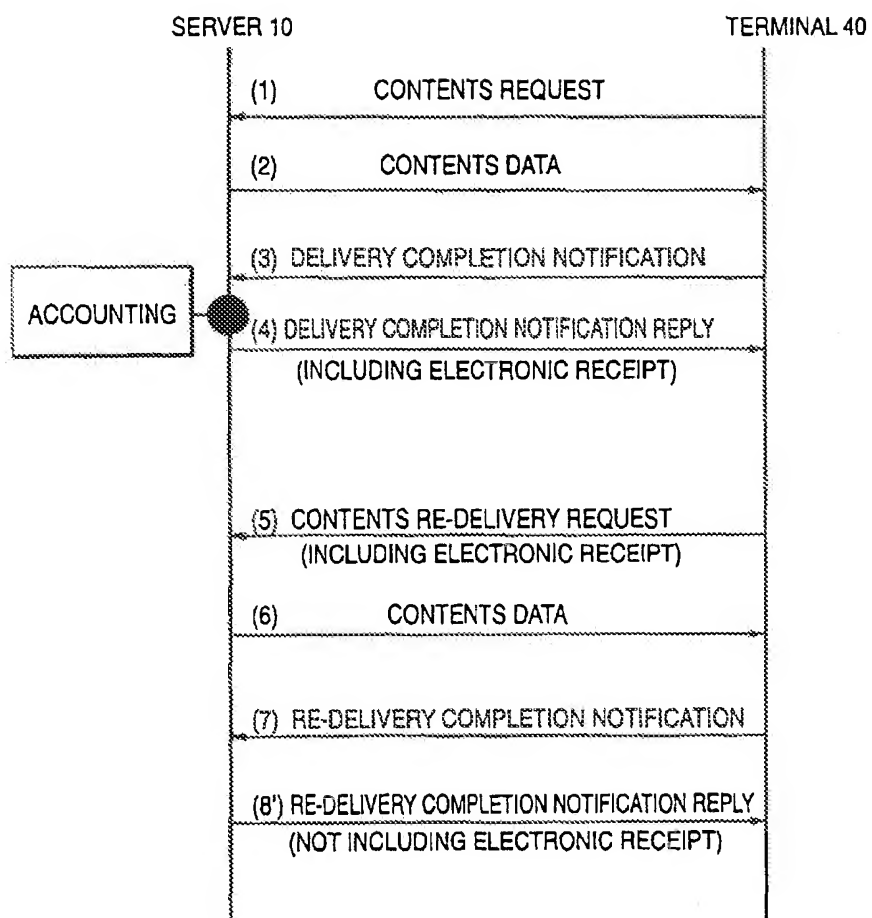 SERVER 10
TERMINAL 40
(1) CONTENTS REQUEST
(2) CONTENTS DATA
(3) DELIVERY COMPLETION NOTIFICATION
ACCOUNTING
(4) DELIVERY COMPLETION NOTIFICATION REPLY
(INCLUDING ELECTRONIC RECEIPT)
(5) CONTENTS RE-DELIVERY REQUEST
(INCLUDING ELECTRONIC RECEIPT)
(6) CONTENTS DATA
(7) RE-DELIVERY COMPLETION NOTIFICATION
(8') RE-DELIVERY COMPLETION NOTIFICATION REPLY
(NOT INCLUDING ELECTRONIC RECEIPT)